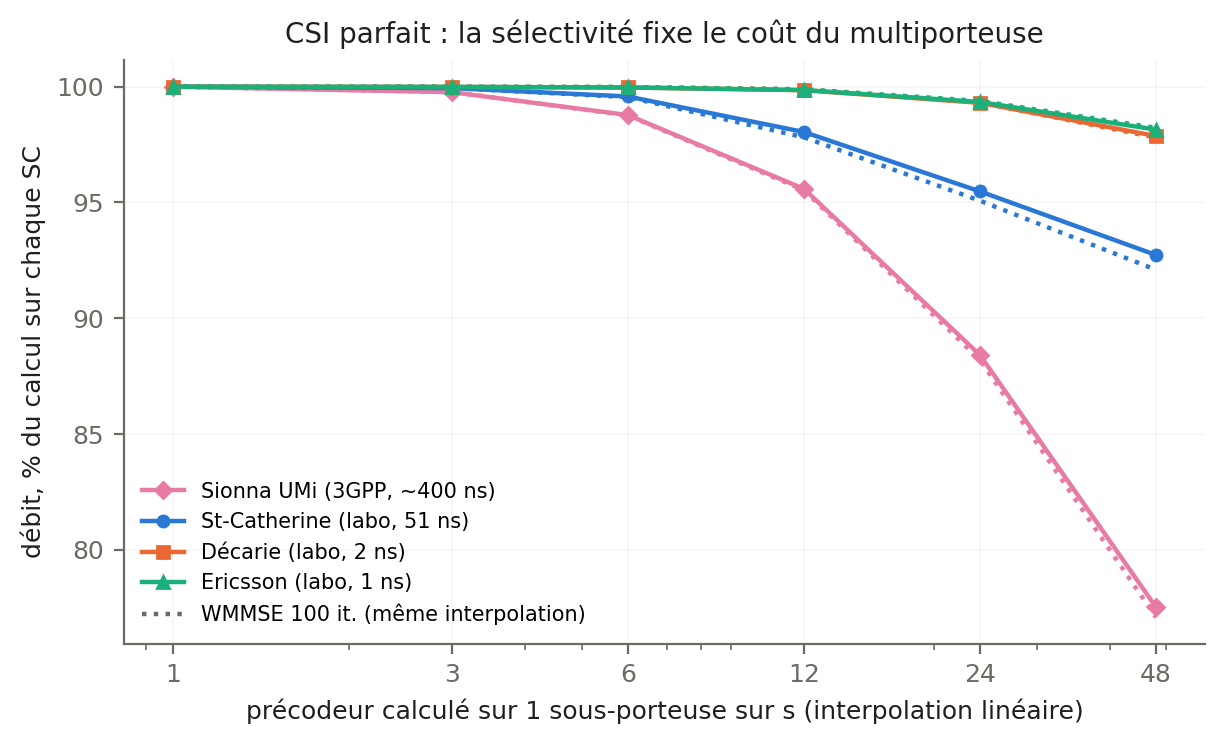 CSI parfait : la sélectivité fixe le coût du multiporteuse
débit, % du calcul sur chaque SC
100
95
90
85
80
Sionna UMi (3GPP, ~400 ns)
St-Catherine (labo, 51 ns)
Décarie (labo, 2 ns)
Ericsson (labo, 1 ns)
WMMSE 100 it. (même interpolation)
1 3 6 12 24 48
précodeur calculé sur 1 sous-porteuse sur s (interpolation linéaire)